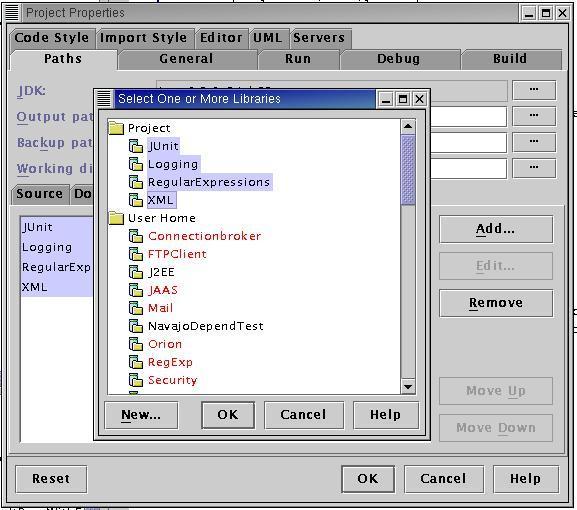 Project Properties
Code Style Import Style Editor UML Servers
Paths General Run Debug Build
JDK:
Output pat
Backup pat
Working di
Source Do
JUnit
Logging
RegularExp
XML
Select One or More Libraries
Project
JUnit
Logging
RegularExpressions
XML
User Home
Connectionbroker
FTPClient
J2EE
JAAS
Mail
NavajoDependTest
Orion
RegExp
Security
New... OK Cancel Help
...
...
...
...
Add...
Edit...
Remove
Move Up
Move Down
Reset OK Cancel Help